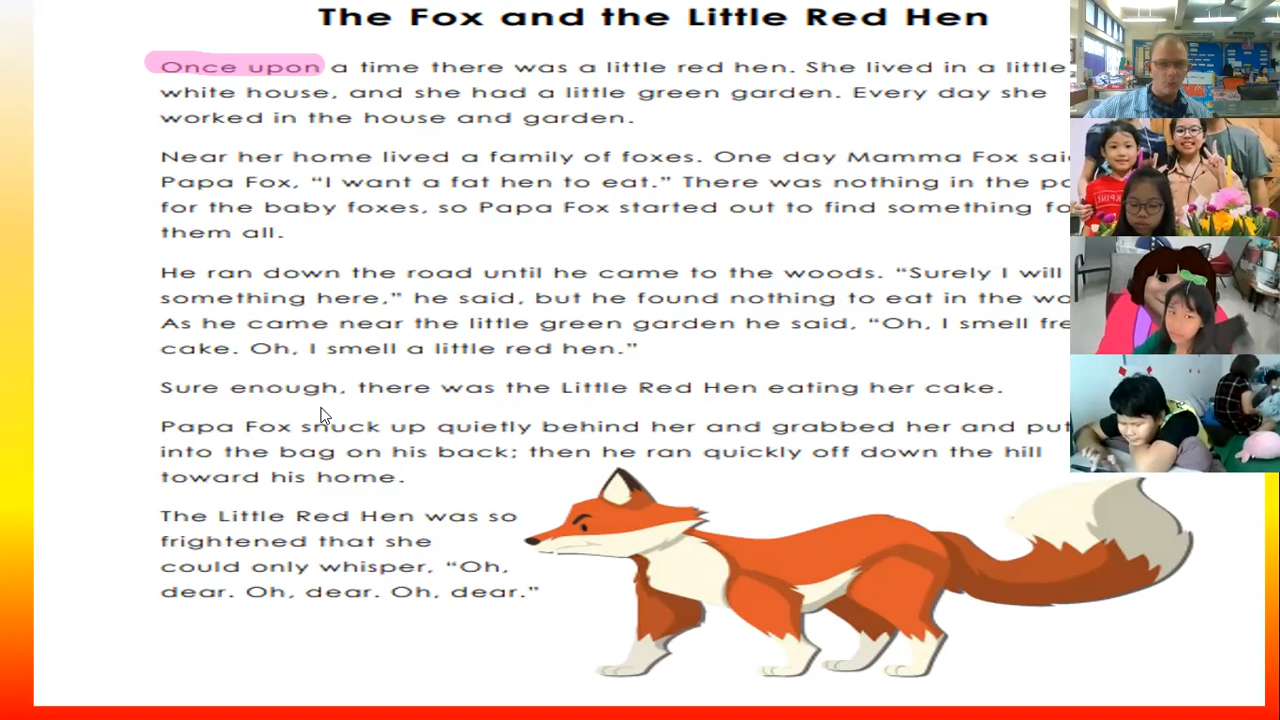 The Fox and the Little Red Hen
Once upon a time there was a little red hen. She lived in a little
white house, and she had a little green garden. Every day she
worked in the house and garden.
Near her home lived a family of foxes. One day Mamma Fox sai
Papa Fox, “I want a fat hen to eat.” There was nothing in the pa
for the baby foxes, so Papa Fox started out to find something fo
them all.
He ran down the road until he came to the woods. “Surely I will
something here,” he said, but he found nothing to eat in the wo
As he came near the little green garden he said, “Oh, I smell fre
cake. Oh, I smell a little red hen.”
Sure enough, there was the Little Red Hen eating her cake.
Papa Fox snuck up quietly behind her and grabbed her and put
into the bag on his back; then he ran quickly off down the hill
toward his home.
The Little Red Hen was so
frightened that she
could only whisper, “Oh,
dear. Oh, dear. Oh, dear.”